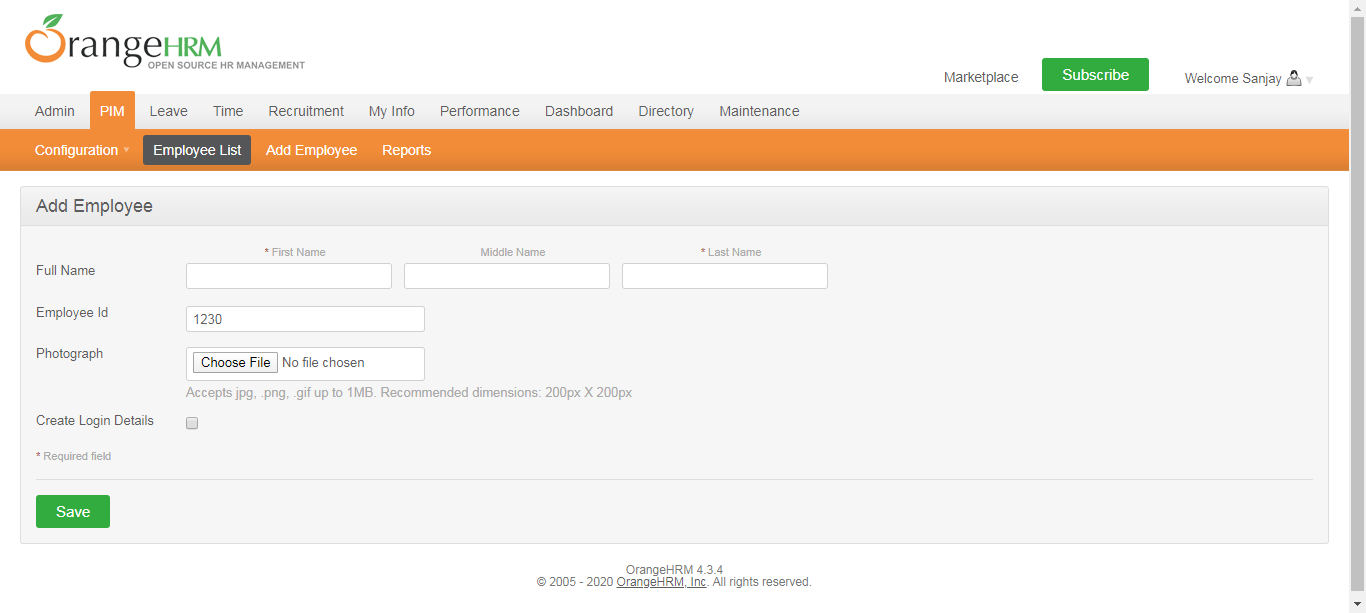 OrangeHRM
OPEN SOURCE HR MANAGEMENT
Marketplace Subscribe Welcome Sanjay
Admin PIM Leave Time Recruitment My Info Performance Dashboard Directory Maintenance
Configuration Employee List Add Employee Reports
Add Employee
* First Name Middle Name * Last Name
Full Name
Employee Id 1230
Photograph Choose File No file chosen
Accepts jpg, .png, .gif up to 1MB. Recommended dimensions: 200px X 200px
Create Login Details
* Required field
Save
OrangeHRM 4.3.4
© 2005 - 2020 OrangeHRM, Inc. All rights reserved.